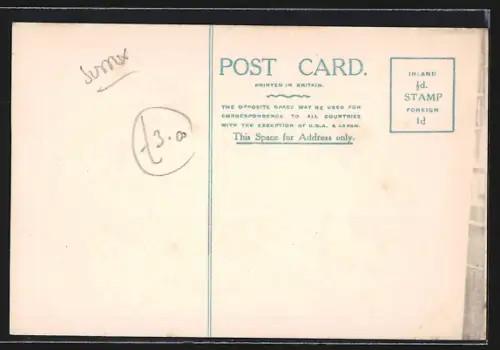 Sussex
£3.00
POST CARD.
PRINTED IN BRITAIN.
THE OPPOSITE SPACE MAY BE USED FOR
CORRESPONDENCE TO ALL COUNTRIES
WITH THE EXCEPTION OF U.S.A. & JAPAN.
This Space for Address only.
INLAND
½d.
STAMP
FOREIGN
1d